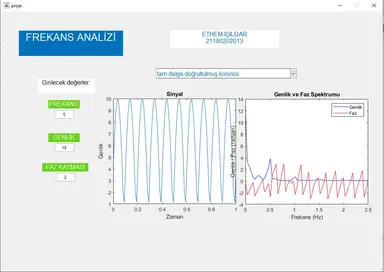 proje
FREKANS ANALİZİ
ETHEM IŞILDAR
21180202013
Girilecek değerler:
tam dalga doğrultulmuş kosinüs
FREKANS
5
GENLİK
10
FAZ KAYMASI
2
Sinyal
Genlik
10
9
8
7
6
5
4
3
2
1
0
0.2
0.4
0.6
0.8
1
Zaman
Genlik ve Faz Spektrumu
Genlik / Faz (radyan)
Genlik
Faz
14
12
10
8
6
4
2
0
-2
-4
0
0.5
1
1.5
2
2.5
Frekans (Hz)